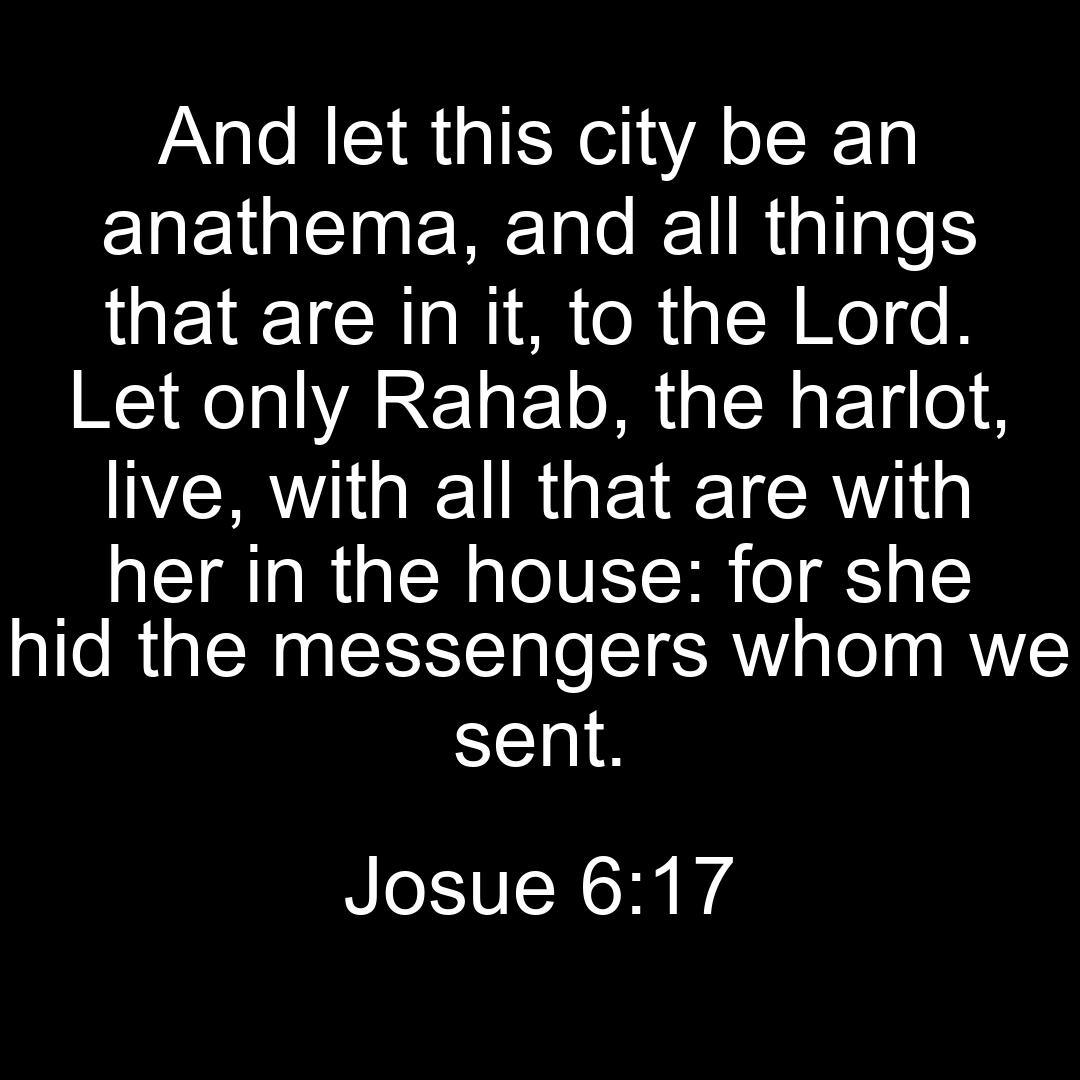 And let this city be an
anathema, and all things
that are in it, to the Lord.
Let only Rahab, the harlot,
live, with all that are with
her in the house: for she
hid the messengers whom we
sent.
Josue 6:17